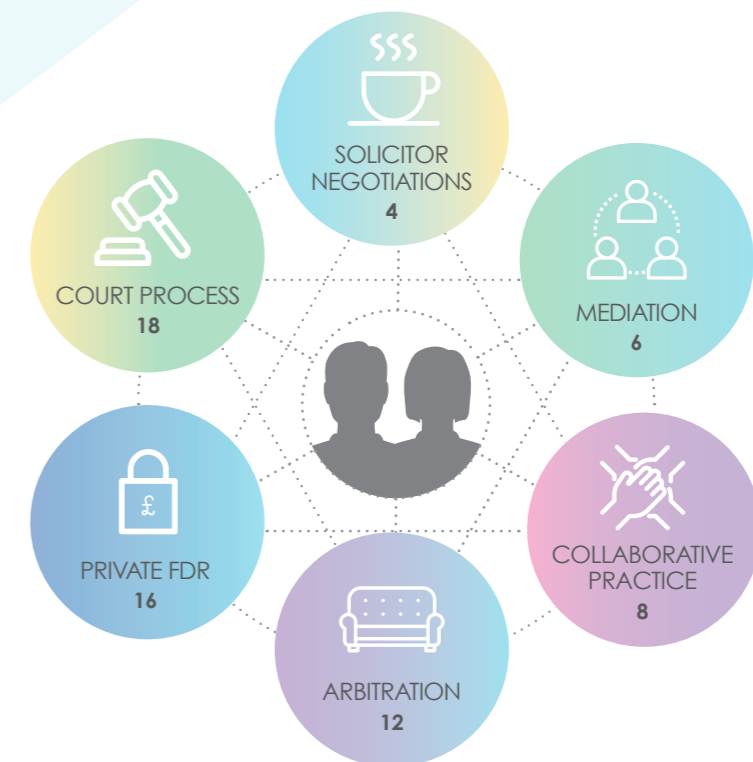 SOLICITOR
NEGOTIATIONS
4
MEDIATION
6
COLLABORATIVE
PRACTICE
8
ARBITRATION
12
PRIVATE FDR
16
£
COURT PROCESS
18